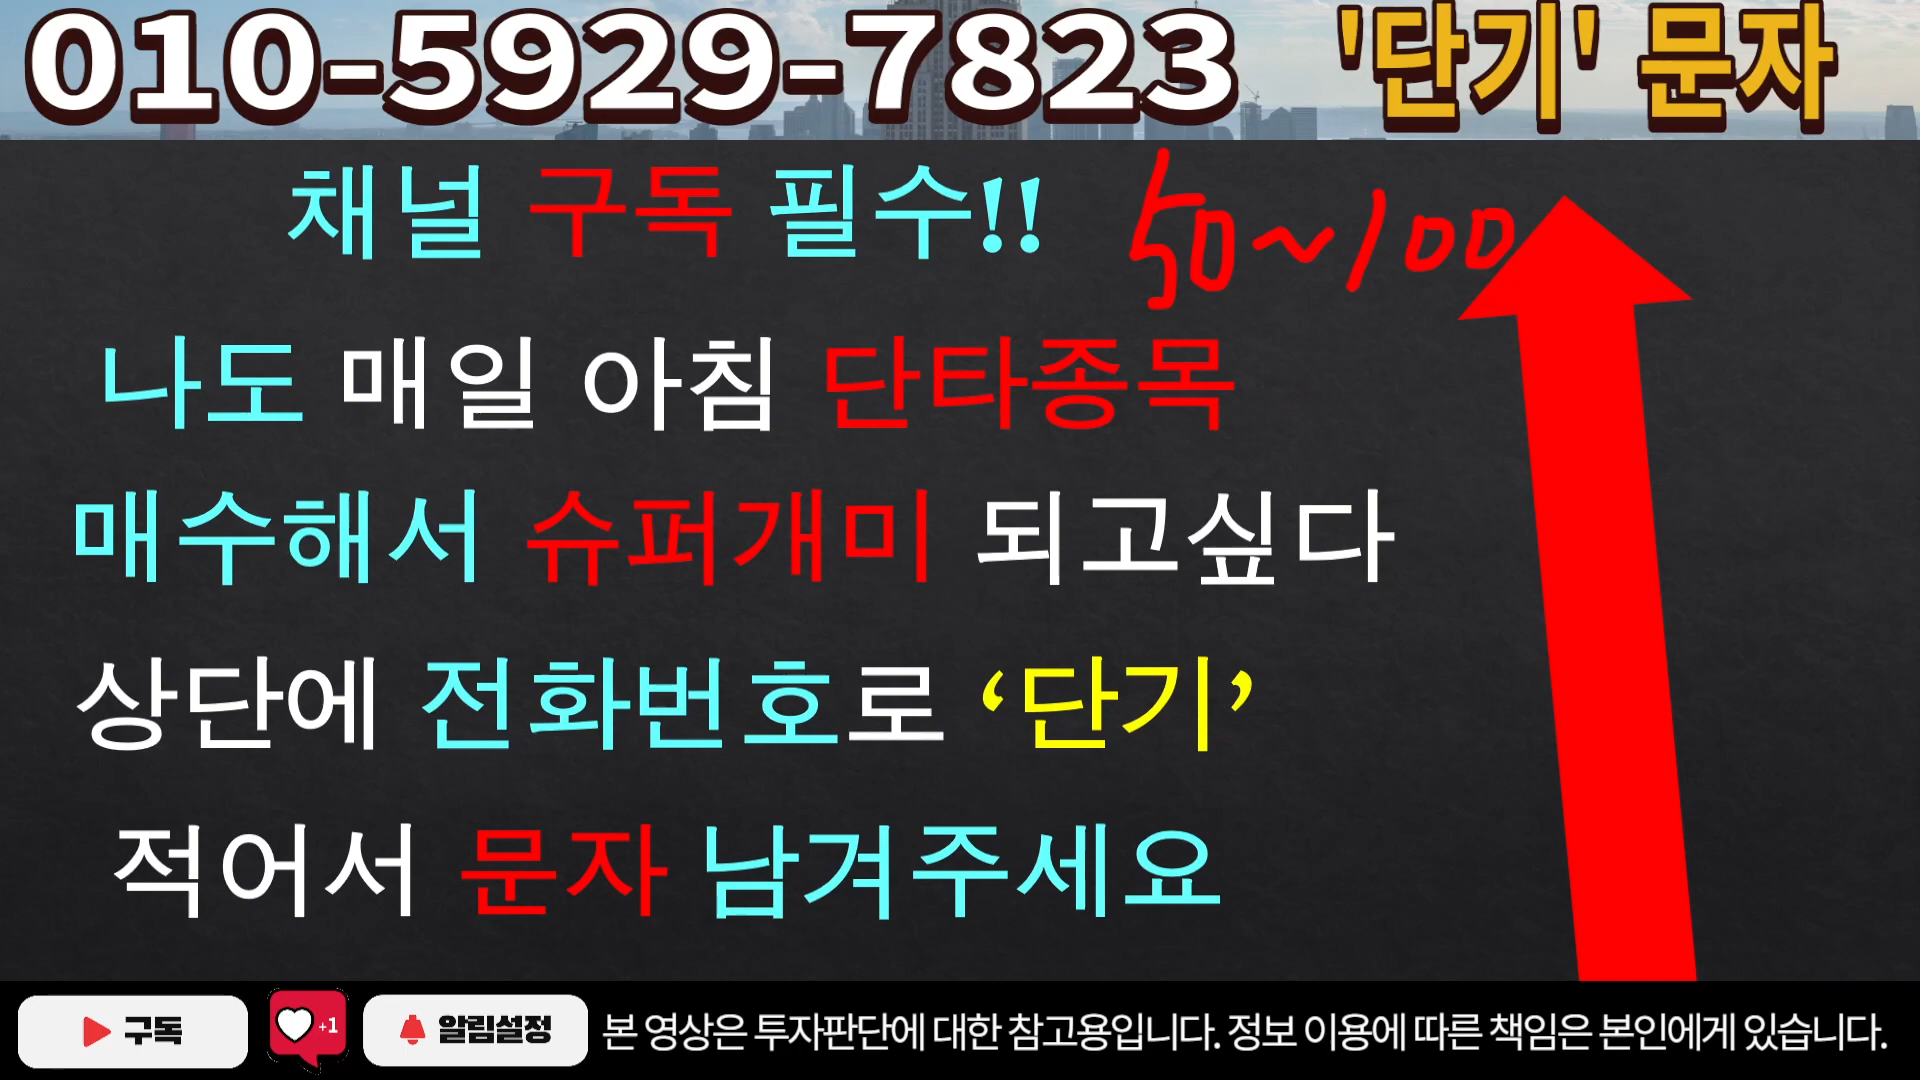 010-5929-7823 '단기' 문자
채널 구독 필수!! 50~100
나도 매일 아침 단타종목
매수해서 슈퍼개미 되고싶다
상단에 전화번호로 ‘단기’
적어서 문자 남겨주세요
구독 +1 알림설정 본 영상은 투자판단에 대한 참고용입니다. 정보 이용에 따른 책임은 본인에게 있습니다.